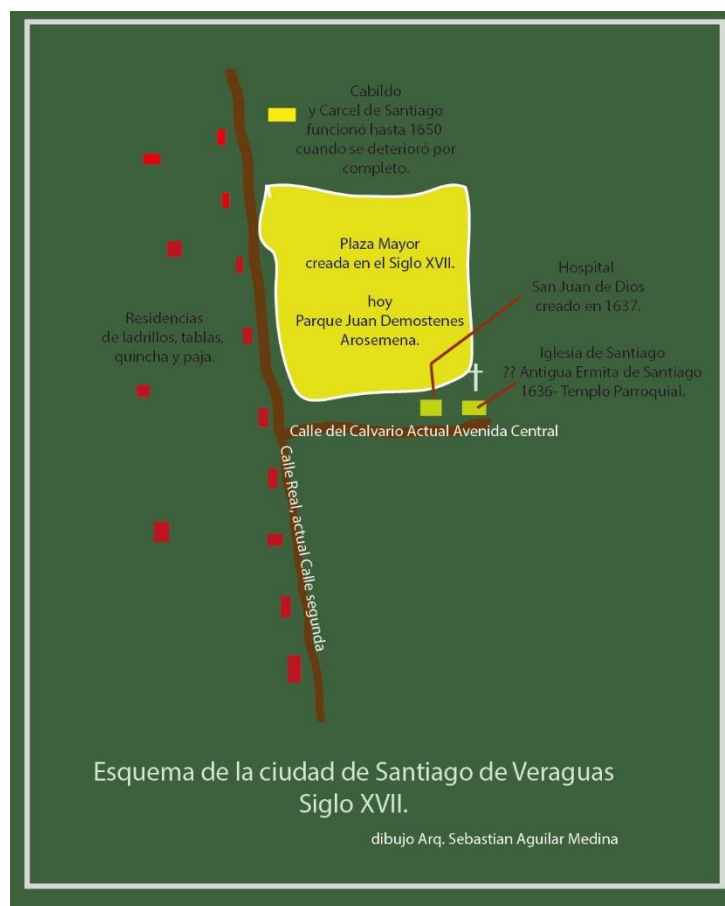 Cabildo
y Carcel de Santiago
funcionó hasta 1650
cuando se deterioró por
completo.
Plaza Mayor
creada en el Siglo XVII.
hoy
Parque Juan Demostenes
Arosemena.
Hospital
San Juan de Dios
creado en 1637.
Residencias
de ladrillos, tablas,
quincha y paja.
Iglesia de Santiago
?? Antigua Ermita de Santiago
1636- Templo Parroquial.
Calle del Calvario Actual Avenida Central
Calle Real, actual Calle segunda
Esquema de la ciudad de Santiago de Veraguas
Siglo XVII.
dibujo Arq. Sebastian Aguilar Medina